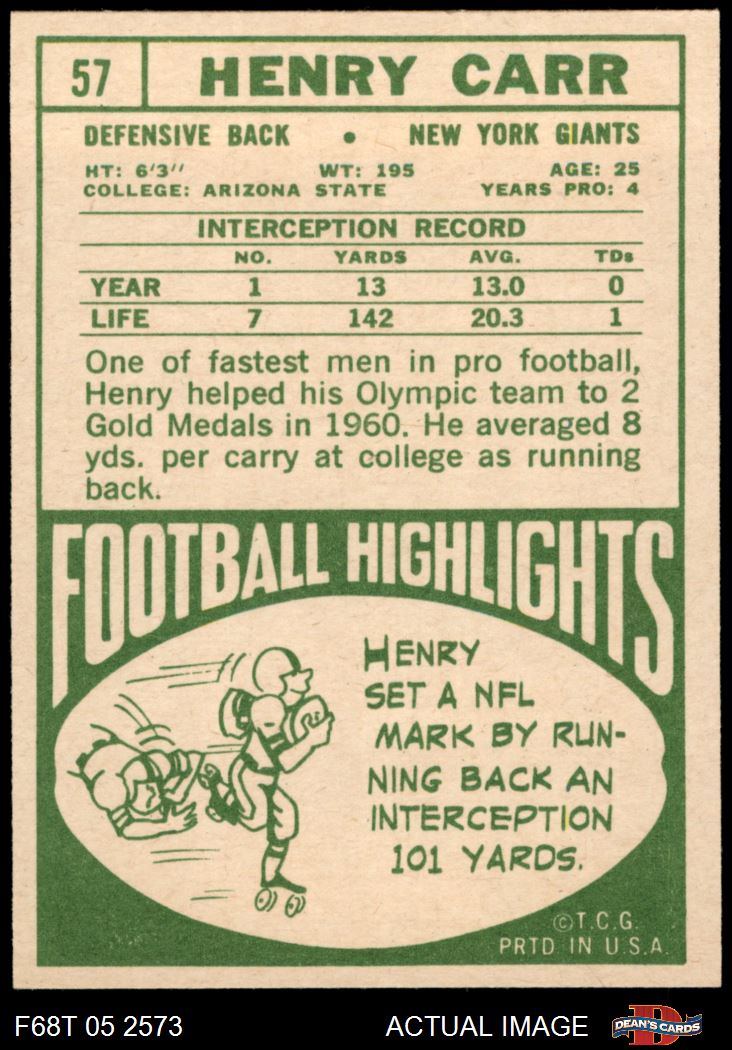 57 HENRY CARR
DEFENSIVE BACK • NEW YORK GIANTS
HT: 6'3'' WT: 195 AGE: 25
COLLEGE: ARIZONA STATE YEARS PRO: 4
INTERCEPTION RECORD
NO. YARDS AVG. TDs
YEAR 1 13 13.0 0
LIFE 7 142 20.3 1
One of fastest men in pro football,
Henry helped his Olympic team to 2
Gold Medals in 1960. He averaged 8
yds. per carry at college as running
back.
FOOTBALL HIGHLIGHTS
HENRY
SET A NFL
MARK BY RUN-
NING BACK AN
INTERCEPTION
101 YARDS.
©T.C.G.
PRTD. IN U.S.A.
F68T 05 2573 ACTUAL IMAGE D DEAN'S CARDS